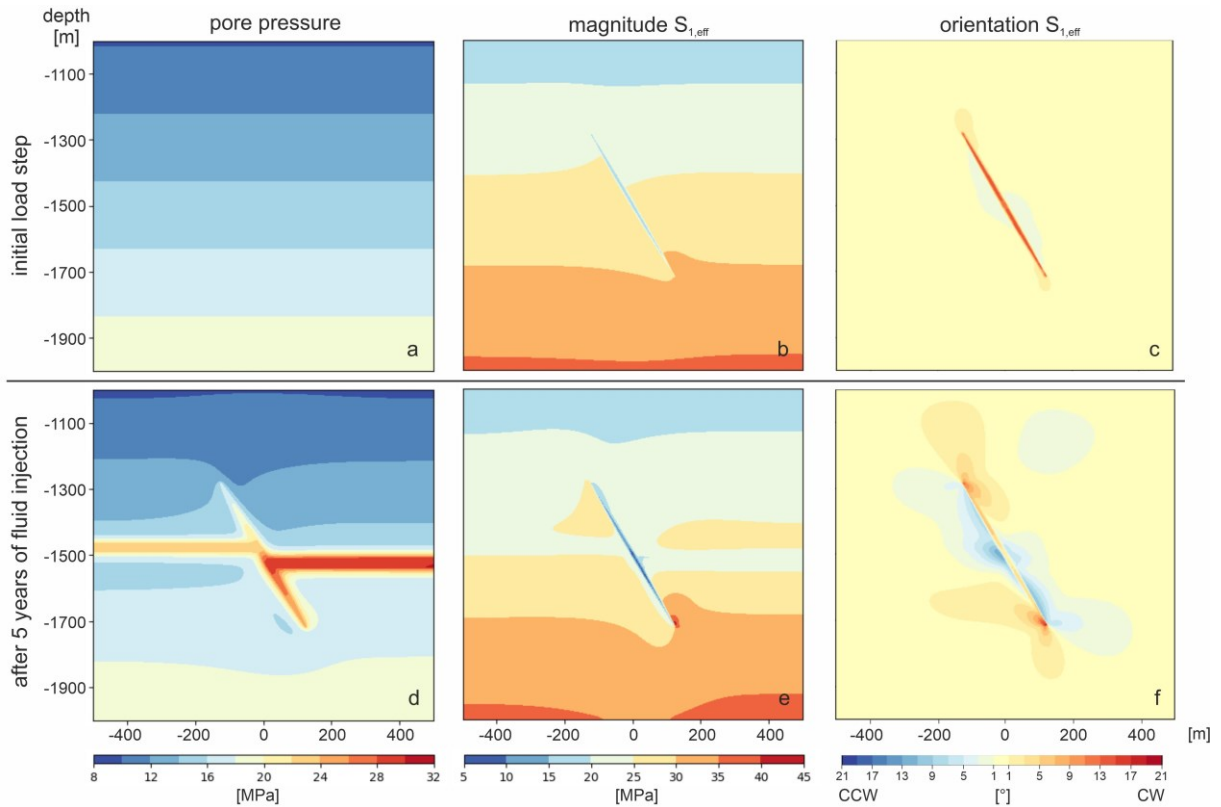 depth
[m]
pore pressure
magnitude S1,eff
orientation S1,eff
initial load step
-1100
-1300
-1500
-1700
-1900
a
b
c
after 5 years of fluid injection
-1100
-1300
-1500
-1700
-1900
d
e
f
-400 -200 0 200 400
-400 -200 0 200 400
-400 -200 0 200 400
[m]
8 12 16 20 24 28 32
[MPa]
5 10 15 20 25 30 35 40 45
[MPa]
21 17 13 9 5 1 1 5 9 13 17 21
CCW [°] CW